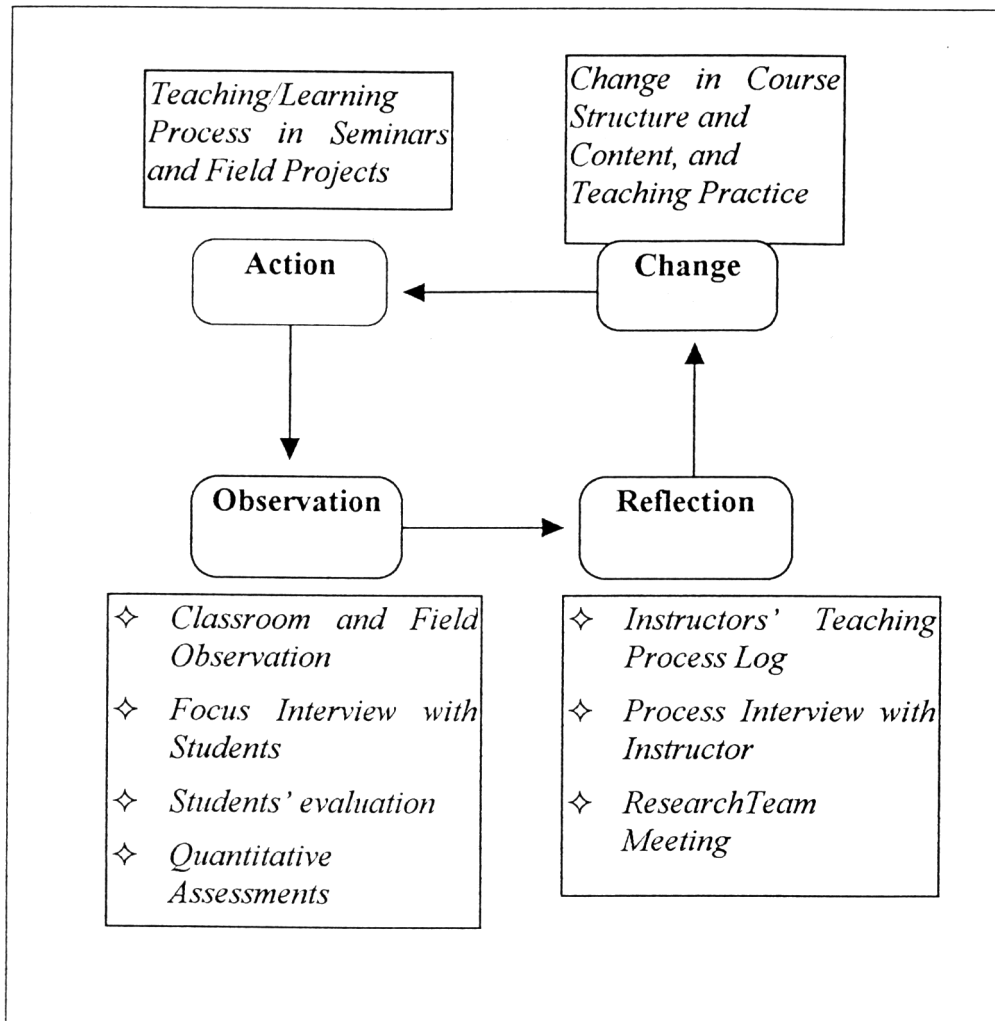 Teaching/Learning
Process in Seminars
and Field Projects
Change in Course
Structure and
Content, and
Teaching Practice
Action
Change
Observation
Reflection
✧ Classroom and Field
Observation
✧ Focus Interview with
Students
✧ Students' evaluation
✧ Quantitative
Assessments
✧ Instructors' Teaching
Process Log
✧ Process Interview with
Instructor
✧ ResearchTeam
Meeting